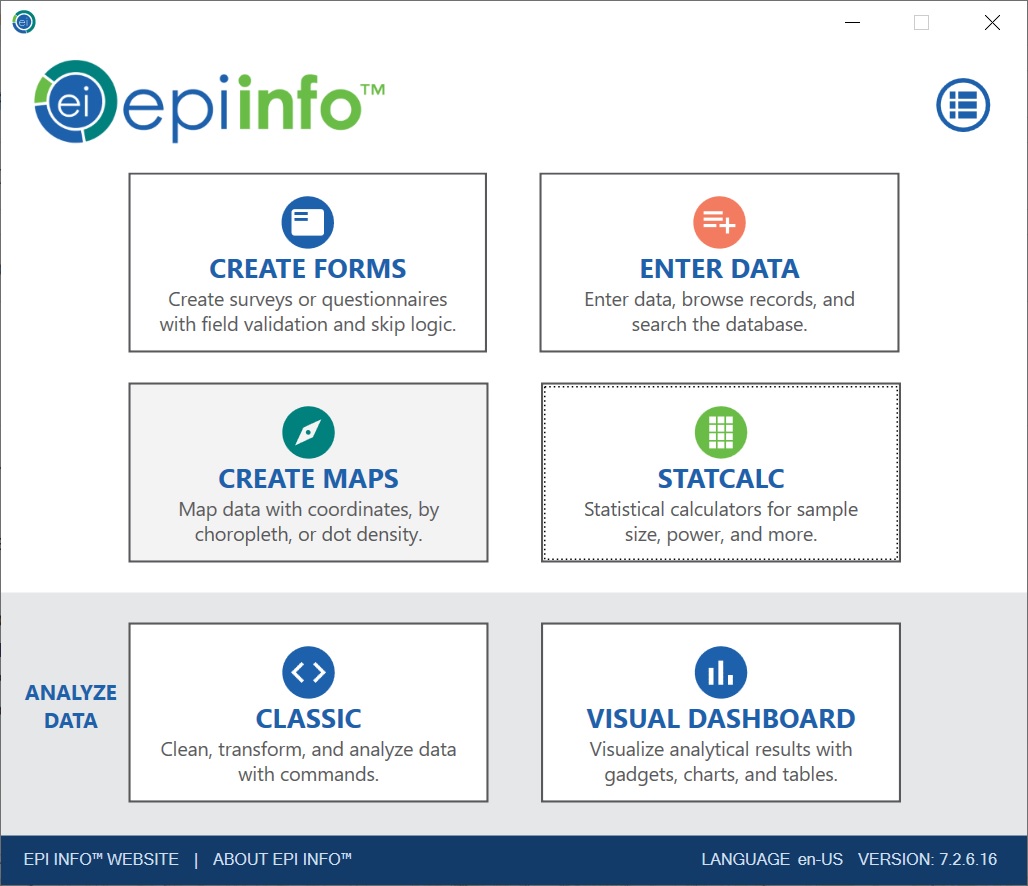 ei
ei epiinfo™
CREATE FORMS
Create surveys or questionnaires
with field validation and skip logic.
ENTER DATA
Enter data, browse records, and
search the database.
CREATE MAPS
Map data with coordinates, by
choropleth, or dot density.
STATCALC
Statistical calculators for sample
size, power, and more.
ANALYZE
DATA
CLASSIC
Clean, transform, and analyze data
with commands.
VISUAL DASHBOARD
Visualize analytical results with
gadgets, charts, and tables.
EPI INFO™ WEBSITE | ABOUT EPI INFO™ LANGUAGE en-US VERSION: 7.2.6.16